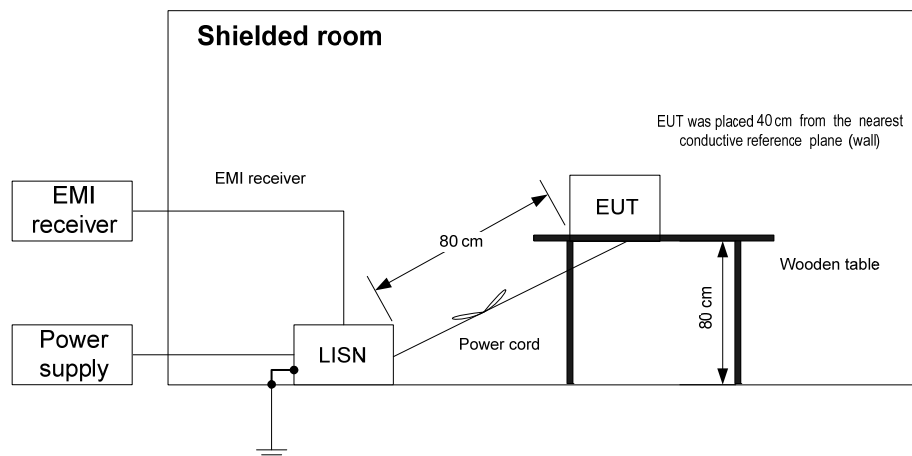 Shielded room
EUT was placed 40 cm from the nearest
conductive reference plane (wall)
EMI
receiver
EMI receiver
80 cm
EUT
Wooden table
80 cm
Power
supply
LISN
Power cord